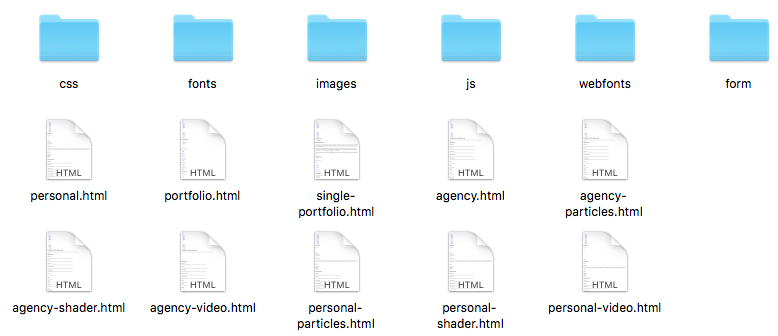 css
fonts
images
js
webfonts
form
HTML
HTML
HTML
HTML
HTML
personal.html
portfolio.html
single-
portfolio.html
agency.html
agency-
particles.html
HTML
HTML
HTML
HTML
HTML
agency-shader.html
agency-video.html
personal-
particles.html
personal-
shader.html
personal-video.html